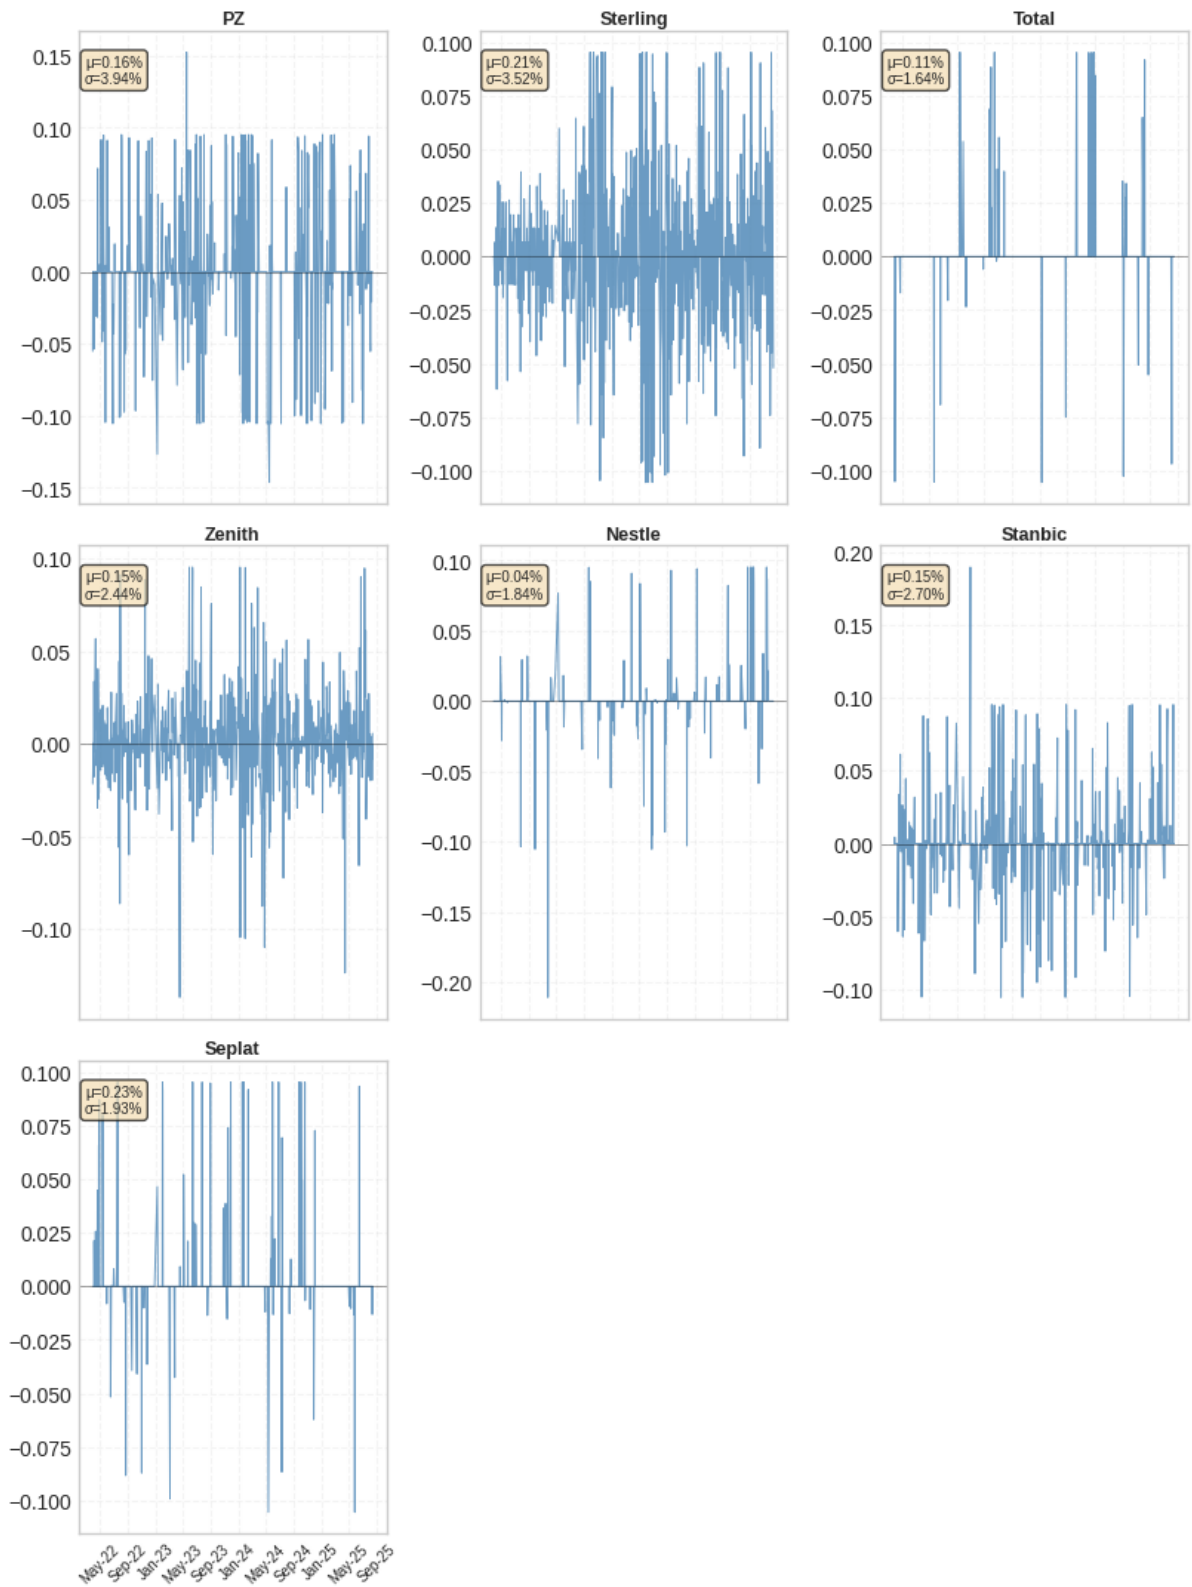 PZ
0.15
0.10
0.05
0.00
−0.05
−0.10
−0.15
μ=0.16%
σ=3.94%
Sterling
0.100
0.075
0.050
0.025
0.000
−0.025
−0.050
−0.075
−0.100
μ=0.21%
σ=3.52%
Total
0.100
0.075
0.050
0.025
0.000
−0.025
−0.050
−0.075
−0.100
μ=0.11%
σ=1.64%
Zenith
0.10
0.05
0.00
−0.05
−0.10
μ=0.15%
σ=2.44%
Nestle
0.10
0.05
0.00
−0.05
−0.10
−0.15
−0.20
μ=0.04%
σ=1.84%
Stanbic
0.20
0.15
0.10
0.05
0.00
−0.05
−0.10
μ=0.15%
σ=2.70%
Seplat
0.100
0.075
0.050
0.025
0.000
−0.025
−0.050
−0.075
−0.100
μ=0.23%
σ=1.93%
May-22
Sep-22
Jan-23
May-23
Sep-23
Jan-24
May-24
Sep-24
Jan-25
May-25
Sep-25